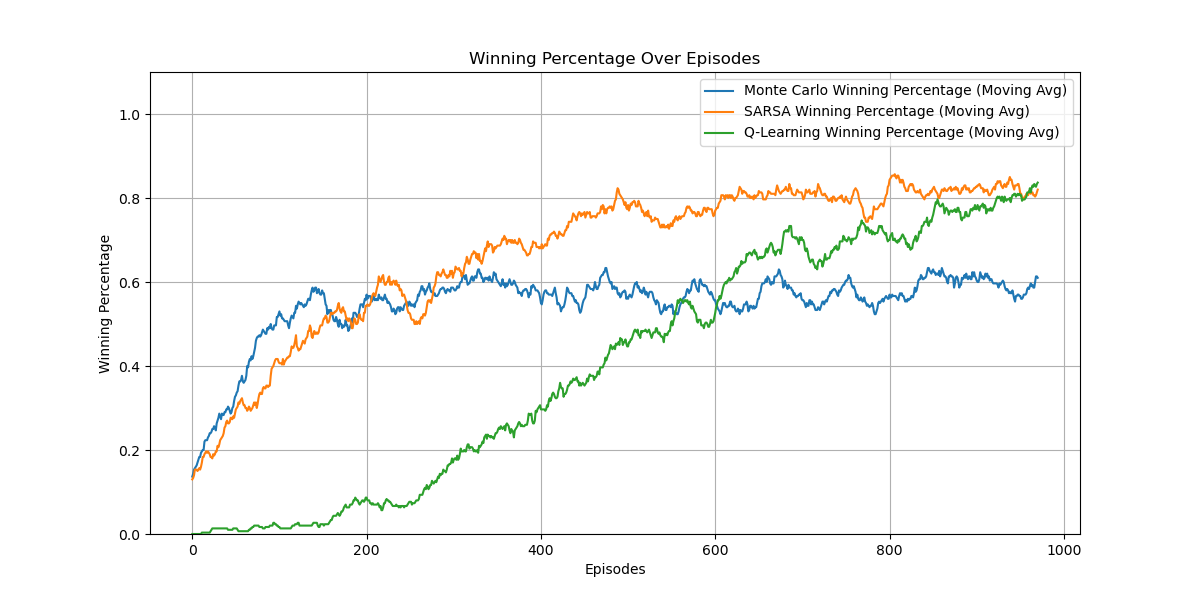 Winning Percentage Over Episodes
Monte Carlo Winning Percentage (Moving Avg)
SARSA Winning Percentage (Moving Avg)
Q-Learning Winning Percentage (Moving Avg)
Winning Percentage
1.0
0.8
0.6
0.4
0.2
0.0
0 200 400 600 800 1000
Episodes